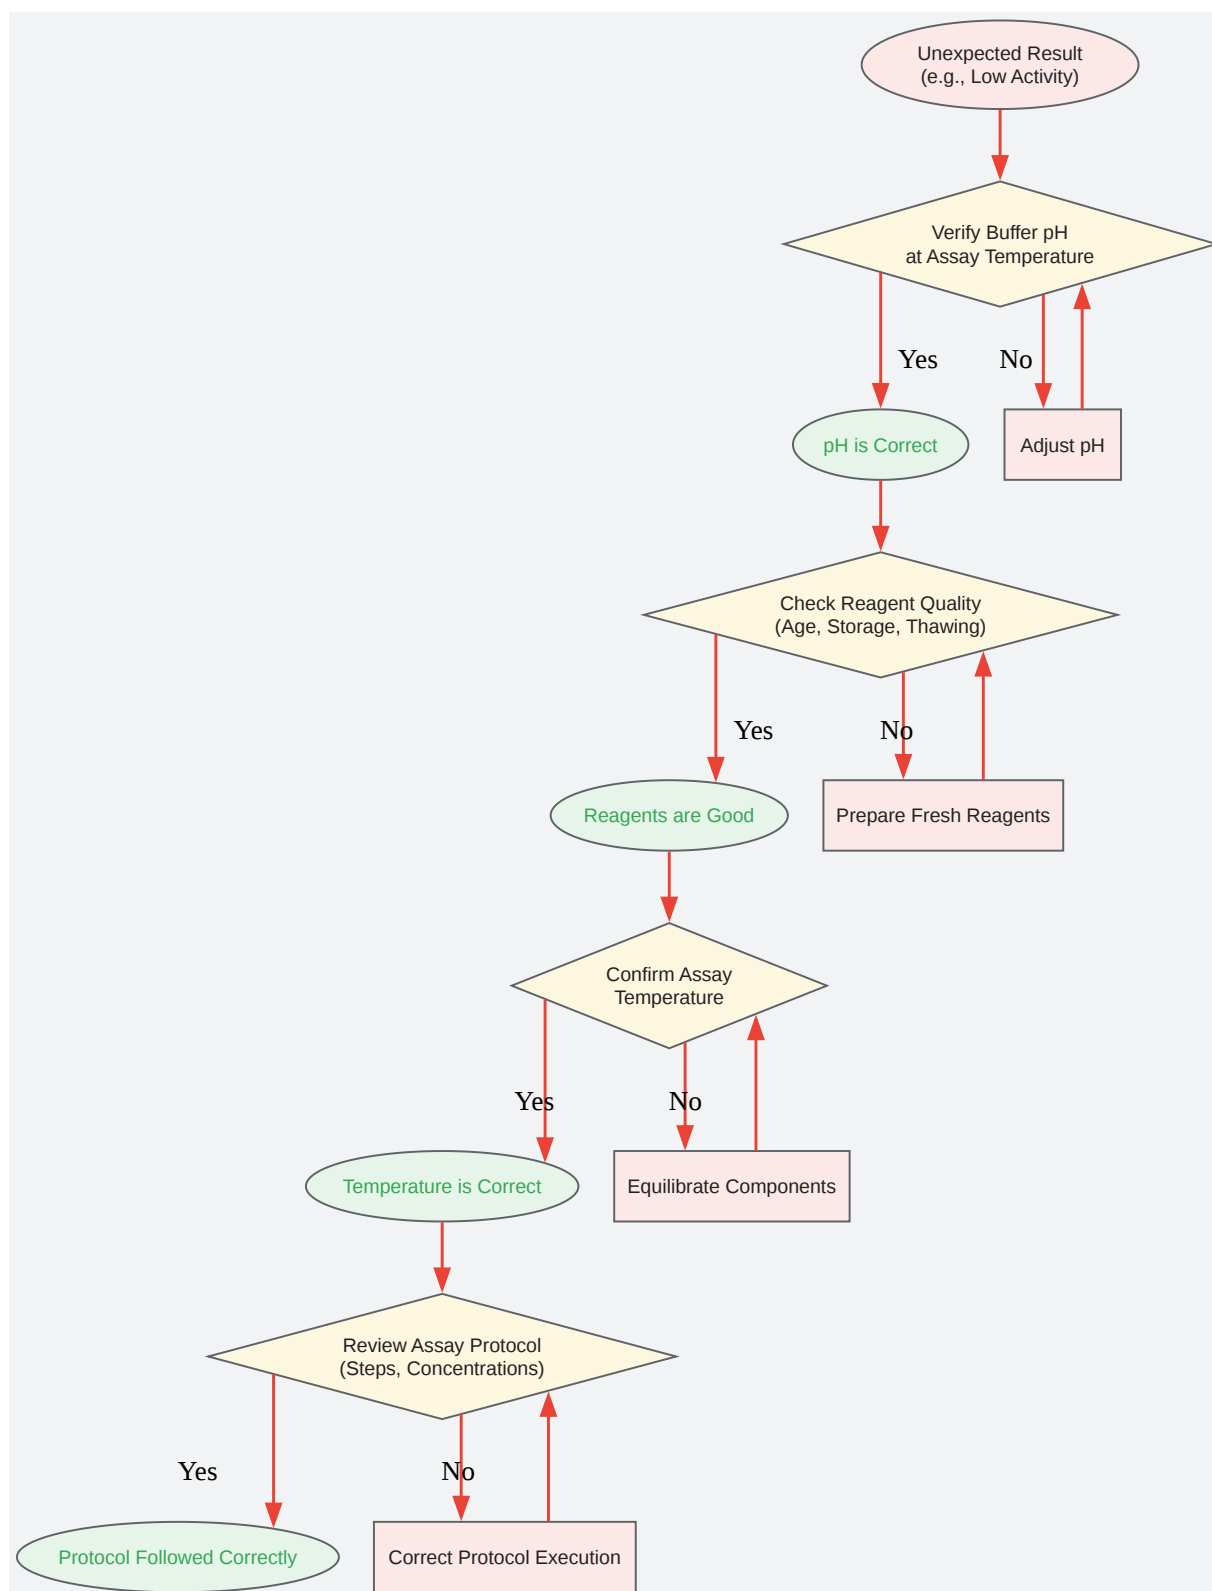 Unexpected Result
(e.g., Low Activity)
Verify Buffer pH
at Assay Temperature
Yes
No
pH is Correct
Adjust pH
Check Reagent Quality
(Age, Storage, Thawing)
Yes
No
Reagents are Good
Prepare Fresh Reagents
Confirm Assay
Temperature
Yes
No
Temperature is Correct
Equilibrate Components
Review Assay Protocol
(Steps, Concentrations)
Yes
No
Protocol Followed Correctly
Correct Protocol Execution